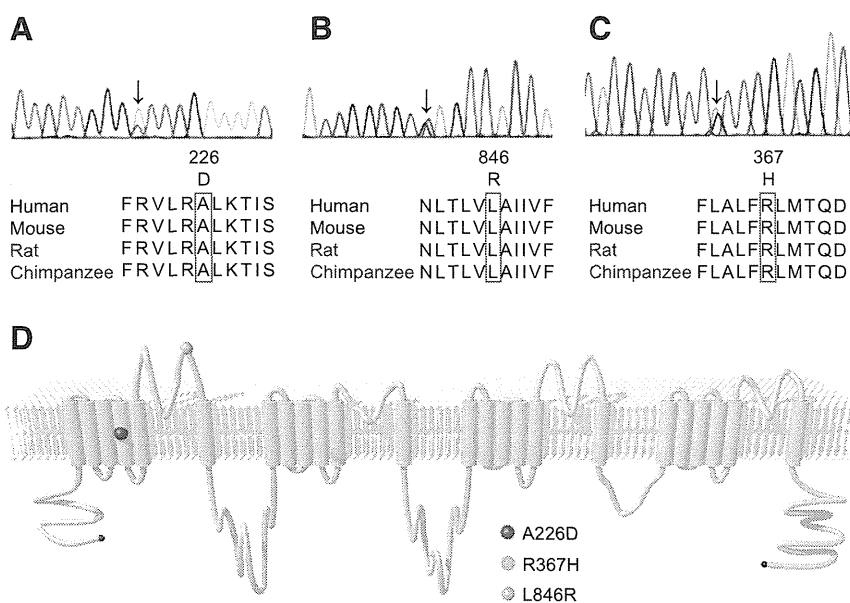 A
B
C
226
D
Human FRVLRALKTIS
Mouse FRVLRALKTIS
Rat FRVLRALKTIS
Chimpanzee FRVLRALKTIS
846
R
Human NLTLVLAIIVF
Mouse NLTLVLAIIVF
Rat NLTLVLAIIVF
Chimpanzee NLTLVLAIIVF
367
H
Human FLALFRLMTQD
Mouse FLALFRLMTQD
Rat FLALFRLMTQD
Chimpanzee FLALFRLMTQD
D
A226D
R367H
L846R